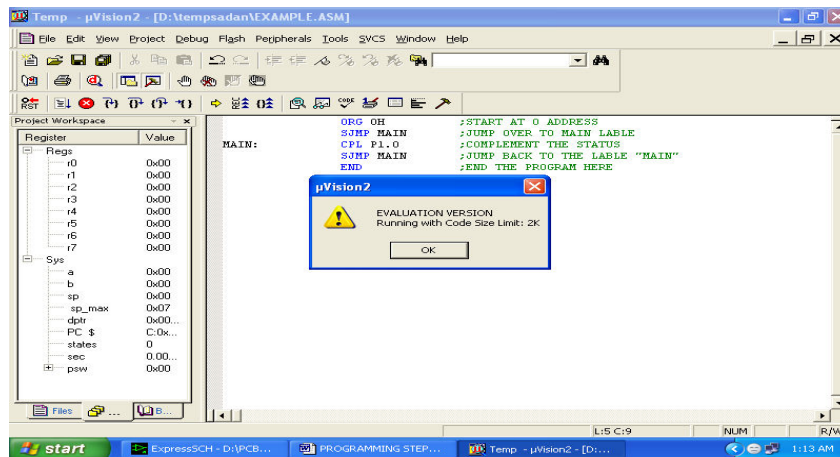 Temp - µVision2 - [D:\tempsadan\EXAMPLE.ASM]
File Edit View Project Debug Flash Peripherals Tools SVCS Window Help
Project Workspace
Register Value
Regs
r0 0x00
r1 0x00
r2 0x00
r3 0x00
r4 0x00
r5 0x00
r6 0x00
r7 0x00
Sys
a 0x00
b 0x00
sp 0x00
sp_max 0x07
dptr 0x00...
PC $ C:0x...
states 0
sec 0.00...
psw 0x00
Files ... B...
ORG 0H ;START AT 0 ADDRESS
SJMP MAIN ;JUMP OVER TO MAIN LABLE
MAIN: CPL P1.0 ;COMPLEMENT THE STATUS
SJMP MAIN ;JUMP BACK TO THE LABLE "MAIN"
END ;END THE PROGRAM HERE
µVision2
EVALUATION VERSION
Running with Code Size Limit: 2K
OK
L:5 C:9 NUM R/W
start ExpressSCH - D:\PCB... PROGRAMMING STEP... Temp - µVision2 - [D:... 1:13 AM